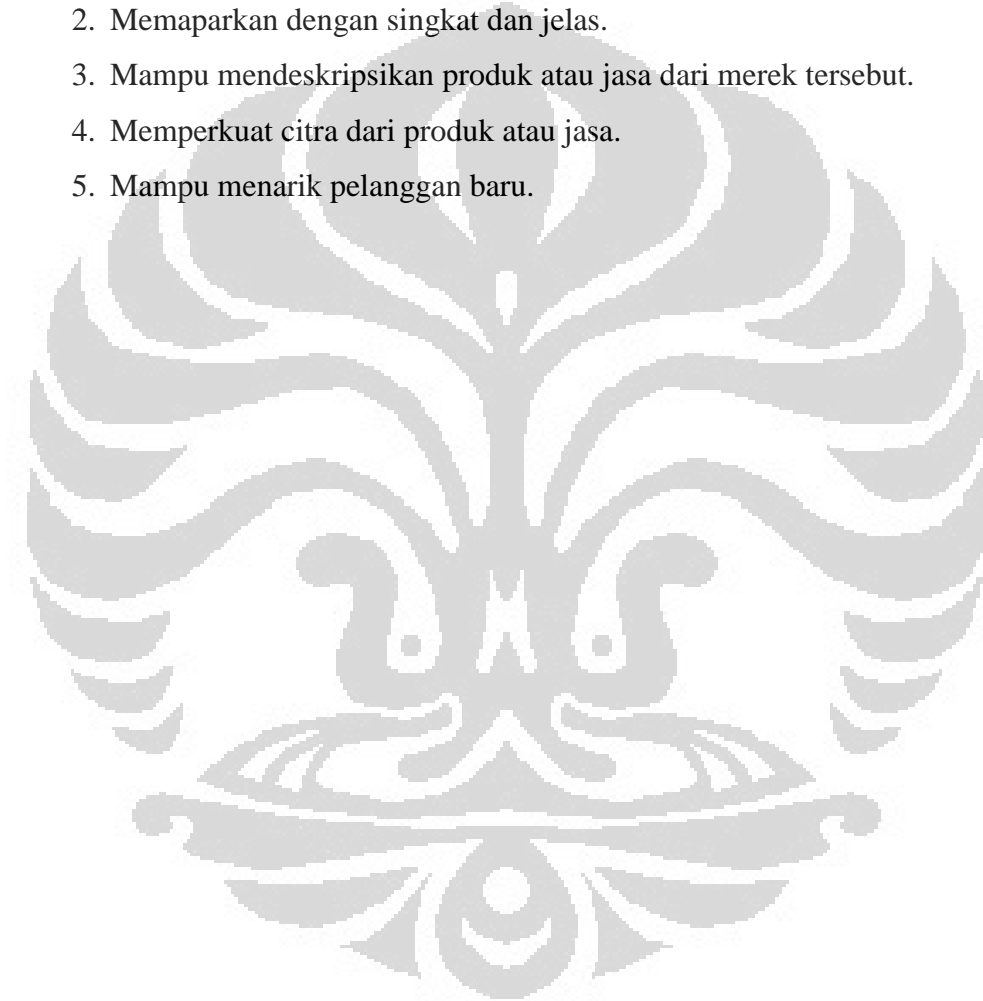 2. Memaparkan dengan singkat dan jelas.
3. Mampu mendeskripsikan produk atau jasa dari merek tersebut.
4. Memperkuat citra dari produk atau jasa.
5. Mampu menarik pelanggan baru.